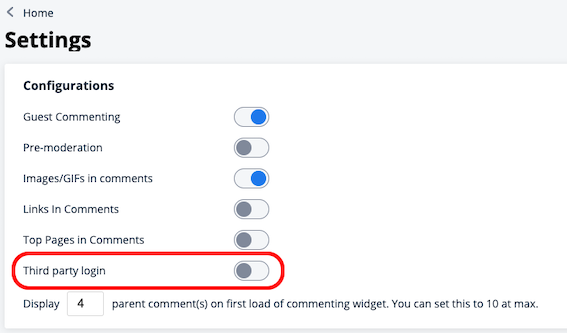 Home
Settings
Configurations
Guest Commenting
Pre-moderation
Images/GIFs in comments
Links In Comments
Top Pages in Comments
Third party login
Display 4 parent comment(s) on first load of commenting widget. You can set this to 10 at max.